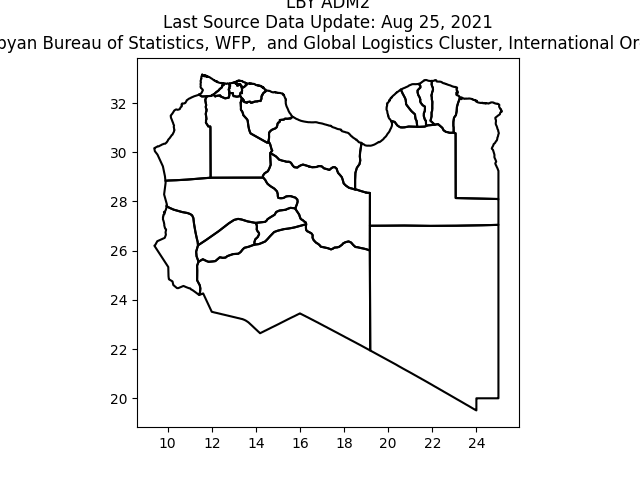 LBY ADM2
Last Source Data Update: Aug 25, 2021
byan Bureau of Statistics, WFP, and Global Logistics Cluster, International Or
32
30
28
26
24
22
20
10 12 14 16 18 20 22 24